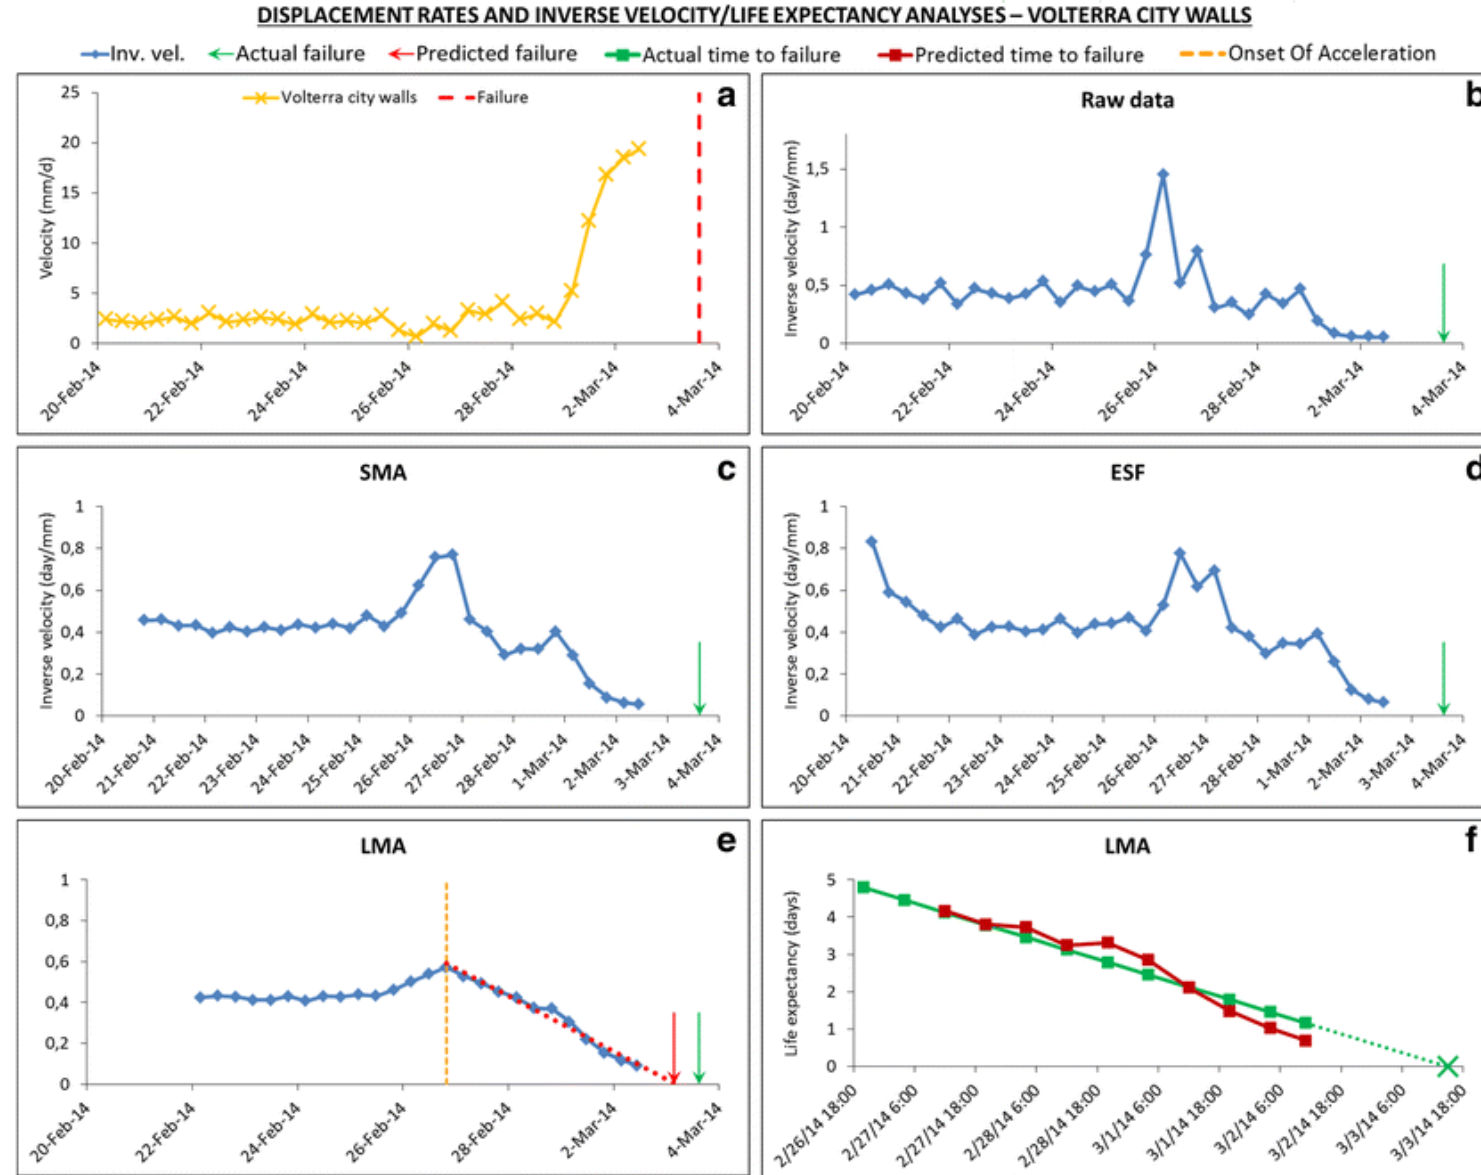 DISPLACEMENT RATES AND INVERSE VELOCITY/LIFE EXPECTANCY ANALYSES – VOLTERRA CITY WALLS
Inv. vel. Actual failure Predicted failure Actual time to failure Predicted time to failure Onset Of Acceleration
a
Volterra city walls Failure
Velocity (mm/d)
25
20
15
10
5
0
20-Feb-14 22-Feb-14 24-Feb-14 26-Feb-14 28-Feb-14 2-Mar-14 4-Mar-14
b
Raw data
Inverse velocity (day/mm)
1,5
1
0,5
0
20-Feb-14 22-Feb-14 24-Feb-14 26-Feb-14 28-Feb-14 2-Mar-14 4-Mar-14
c
SMA
Inverse velocity (day/mm)
1
0,8
0,6
0,4
0,2
0
20-Feb-14 21-Feb-14 22-Feb-14 23-Feb-14 24-Feb-14 25-Feb-14 26-Feb-14 27-Feb-14 28-Feb-14 1-Mar-14 2-Mar-14 3-Mar-14 4-Mar-14
d
ESF
Inverse velocity (day/mm)
1
0,8
0,6
0,4
0,2
0
20-Feb-14 21-Feb-14 22-Feb-14 23-Feb-14 24-Feb-14 25-Feb-14 26-Feb-14 27-Feb-14 28-Feb-14 1-Mar-14 2-Mar-14 3-Mar-14 4-Mar-14
e
LMA
1
0,8
0,6
0,4
0,2
0
20-Feb-14 22-Feb-14 24-Feb-14 26-Feb-14 28-Feb-14 2-Mar-14 4-Mar-14
f
LMA
Life expectancy (days)
5
4
3
2
1
0
2/26/14 18:00 2/27/14 6:00 2/27/14 18:00 2/28/14 6:00 2/28/14 18:00 3/1/14 6:00 3/1/14 18:00 3/2/14 6:00 3/2/14 18:00 3/3/14 6:00 3/3/14 18:00